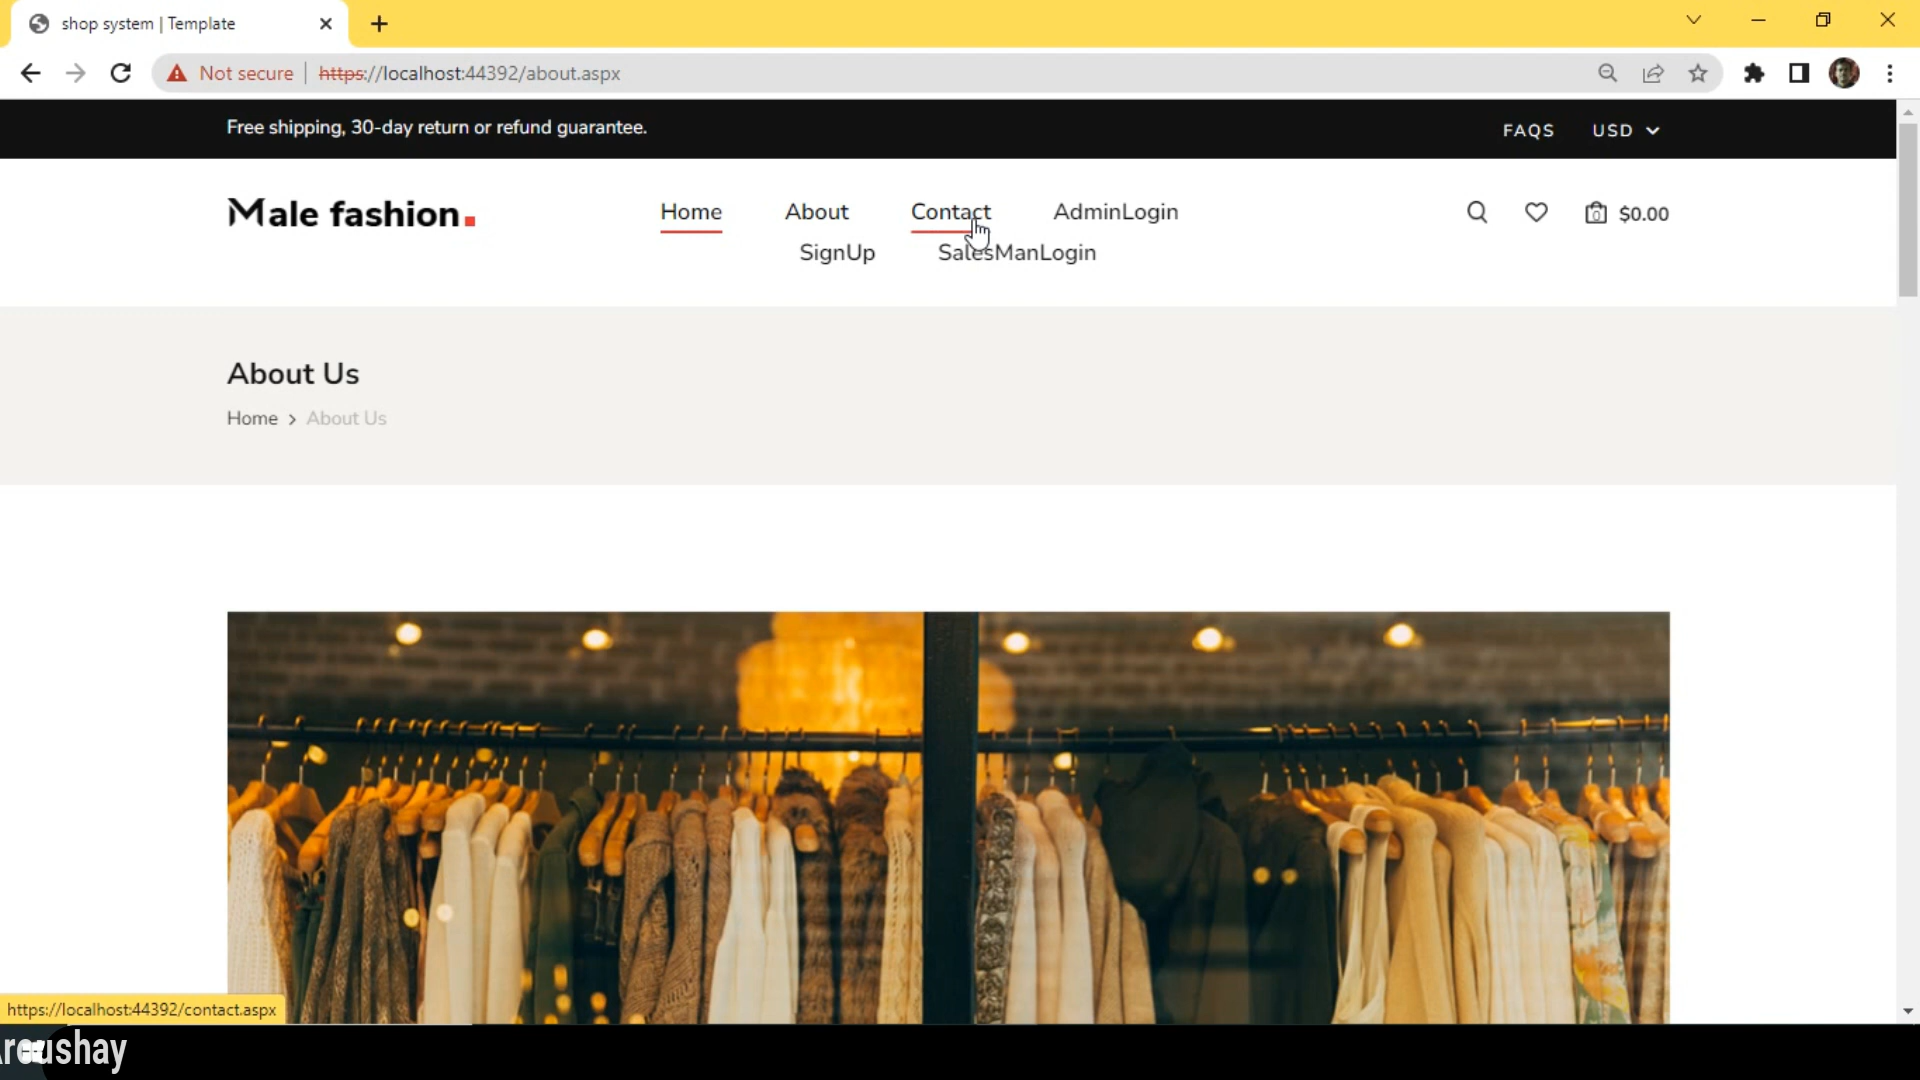 shop system | Template
Not secure | https://localhost:44392/about.aspx
Free shipping, 30-day return or refund guarantee.
FAQS USD
Male fashion.
Home About Contact AdminLogin
0 $0.00
SignUp SalesManLogin
About Us
Home > About Us
https://localhost:44392/contact.aspx